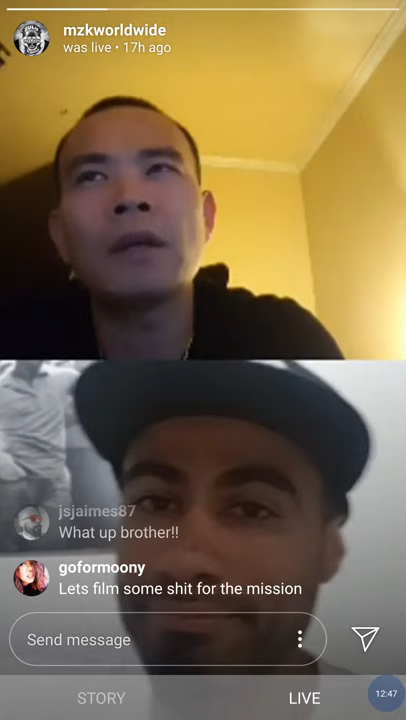 mzkworldwide
was live • 17h ago
jsjaimes87
What up brother!!
goformoony
Lets film some shit for the mission
Send message
STORY
LIVE
12:47